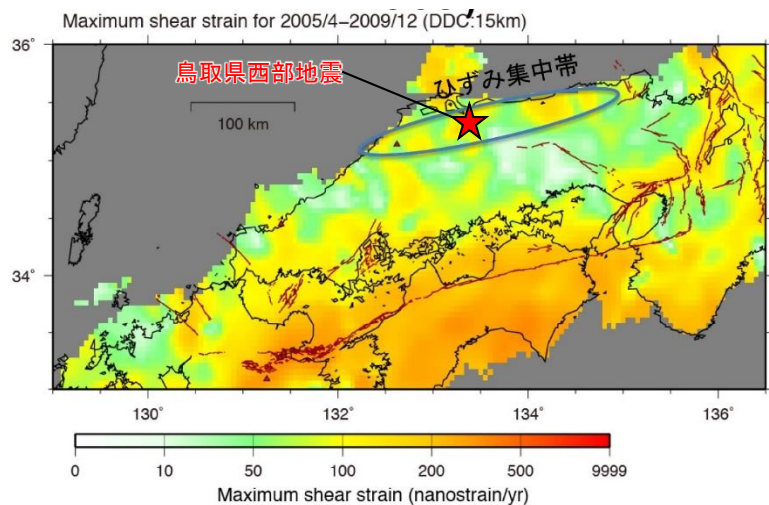 Maximum shear strain for 2005/4−2009/12 (DDC:15km)
36˚
鳥取県西部地震
ひずみ集中帯
100 km
34˚
130˚ 132˚ 134˚ 136˚
0 10 50 100 200 500 9999
Maximum shear strain (nanostrain/yr)